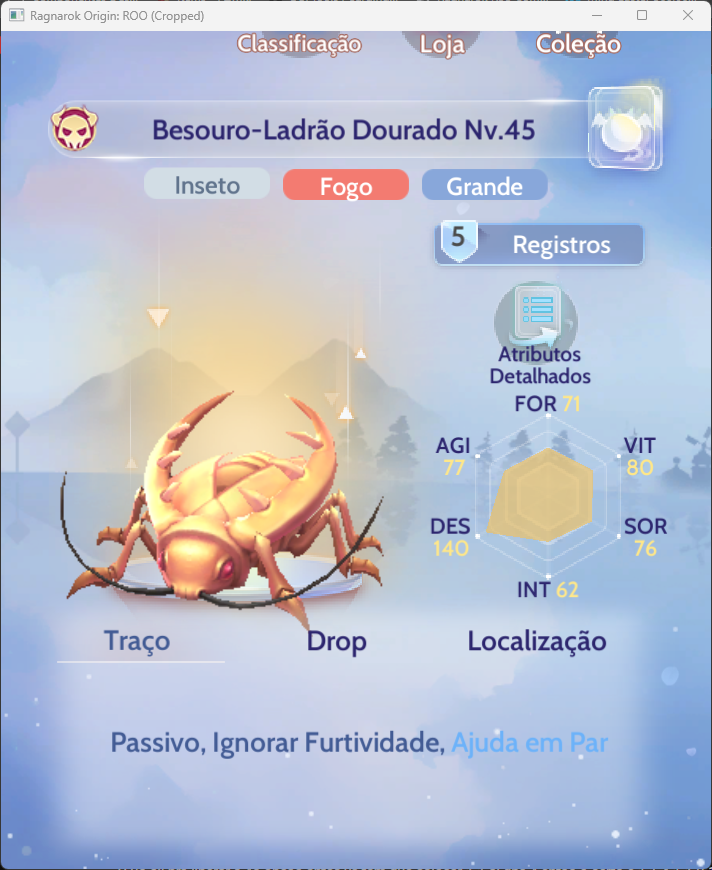 Ragnarok Origin: ROO (Cropped)
Classificação Loja Coleção
Besouro-Ladrão Dourado Nv.45
Inseto Fogo Grande
5 Registros
Atributos
Detalhados
FOR 71
AGI
77
VIT
80
DES
140
SOR
76
INT 62
Traço Drop Localização
Passivo, Ignorar Furtividade, Ajuda em Par